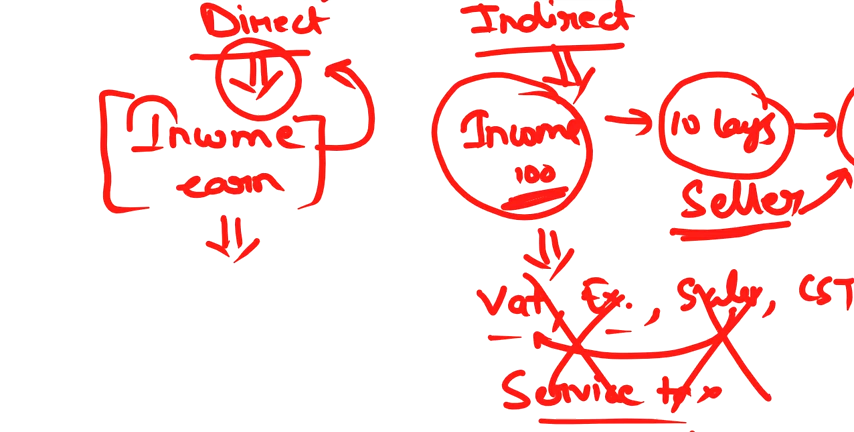 Direct
Indirect
Income
earn
Income
100
10 lays
Seller
Vat, Ex., Sales, CST
Service tax